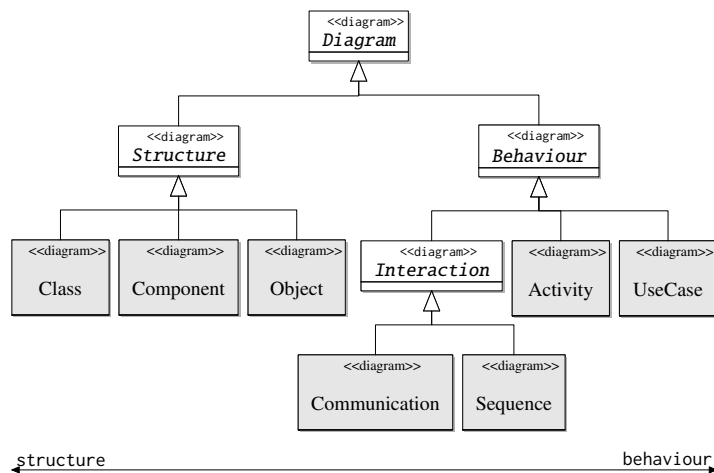 <<diagram>>
Diagram
<<diagram>>
Structure
<<diagram>>
Behaviour
<<diagram>>
Class
<<diagram>>
Component
<<diagram>>
Object
<<diagram>>
Interaction
<<diagram>>
Activity
<<diagram>>
UseCase
<<diagram>>
Communication
<<diagram>>
Sequence
structure
behaviour